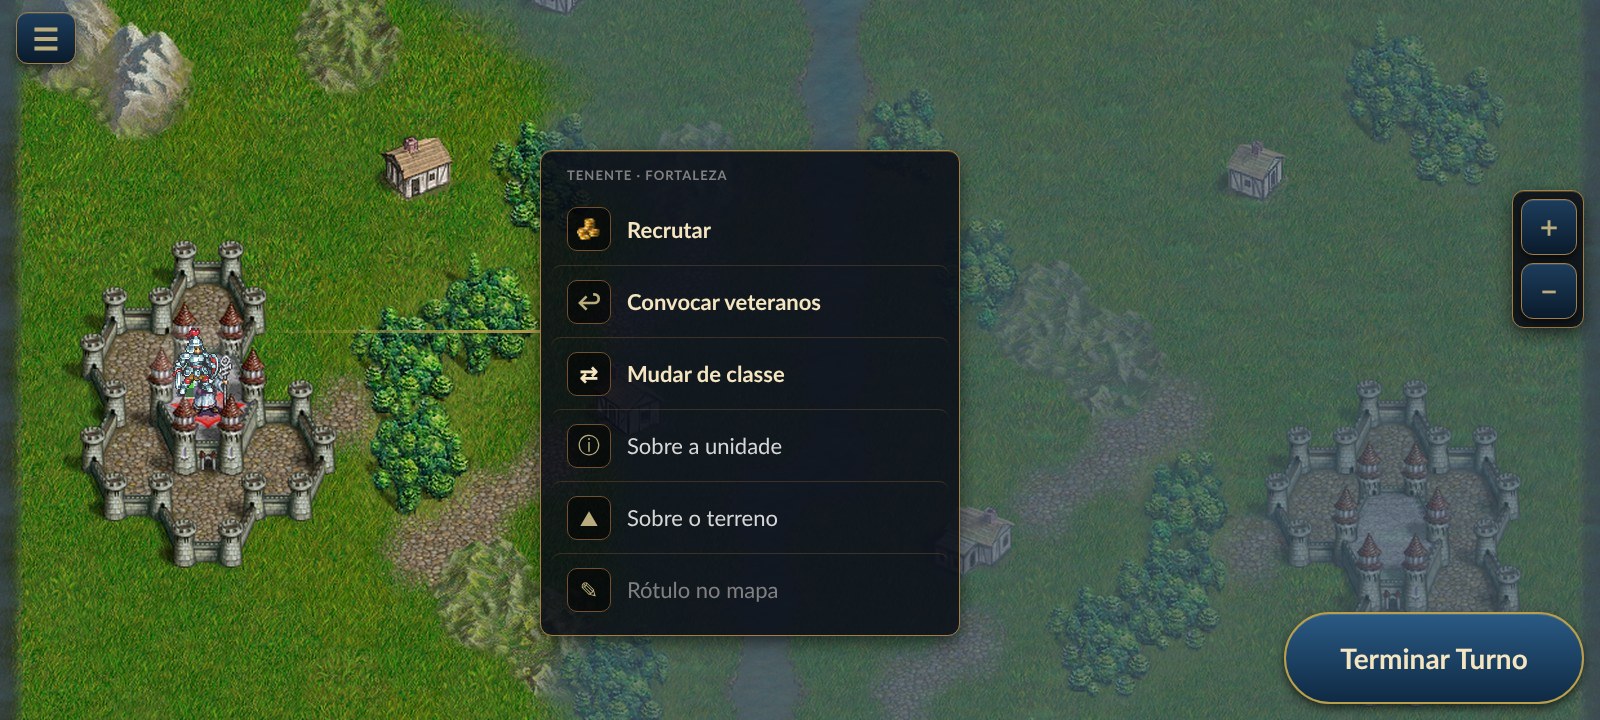 TENENTE · FORTALEZA
Recrutar
Convocar veteranos
Mudar de classe
Sobre a unidade
Sobre o terreno
Rótulo no mapa
+
−
Terminar Turno